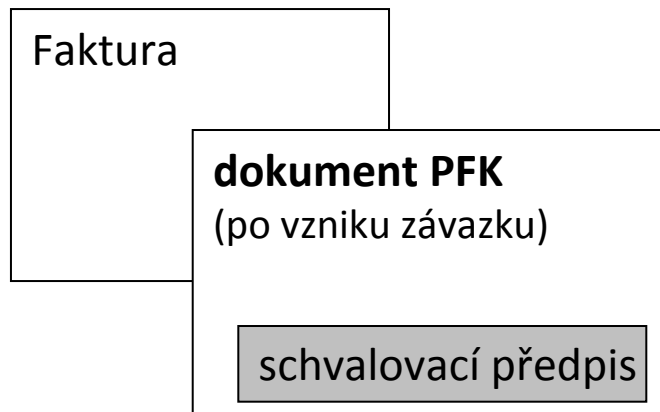 Faktura
dokument PFK
(po vzniku závazku)
schvalovací předpis